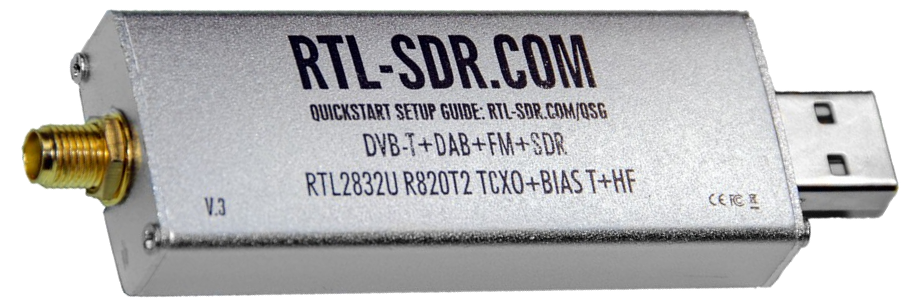 RTL-SDR.COM
QUICKSTART SETUP GUIDE: RTL-SDR.COM/QSG
DVB-T+DAB+FM+SDR
RTL2832U R820T2 TCXO+BIAS T+HF
V.3
CE FC